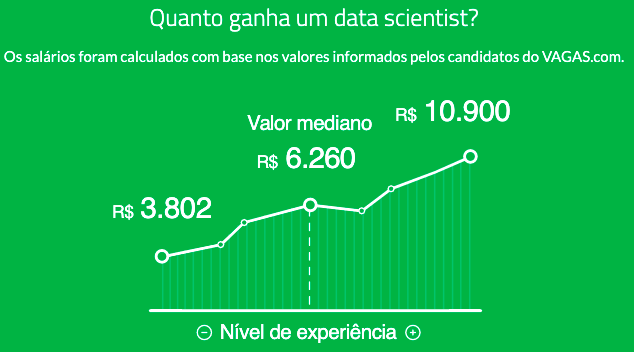 Quanto ganha um data scientist?
Os salários foram calculados com base nos valores informados pelos candidatos do VAGAS.com.
R$ 10.900
Valor mediano
R$ 6.260
R$ 3.802
− Nível de experiência +